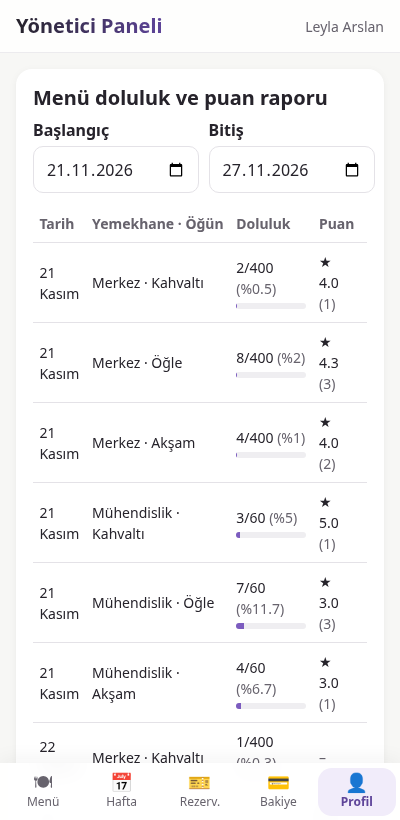 Yönetici Paneli
Leyla Arslan
Menü doluluk ve puan raporu
Başlangıç
Bitiş
21.11.2026
27.11.2026
Tarih Yemekhane · Öğün Doluluk Puan
21 Kasım Merkez · Kahvaltı 2/400 (%0.5) ★ 4.0 (1)
21 Kasım Merkez · Öğle 8/400 (%2) ★ 4.3 (3)
21 Kasım Merkez · Akşam 4/400 (%1) ★ 4.0 (2)
21 Kasım Mühendislik · Kahvaltı 3/60 (%5) ★ 5.0 (1)
21 Kasım Mühendislik · Öğle 7/60 (%11.7) ★ 3.0 (3)
21 Kasım Mühendislik · Akşam 4/60 (%6.7) ★ 3.0 (1)
22 Merkez · Kahvaltı 1/400 (%0.3) –
Menü
Hafta
Rezerv.
Bakiye
Profil